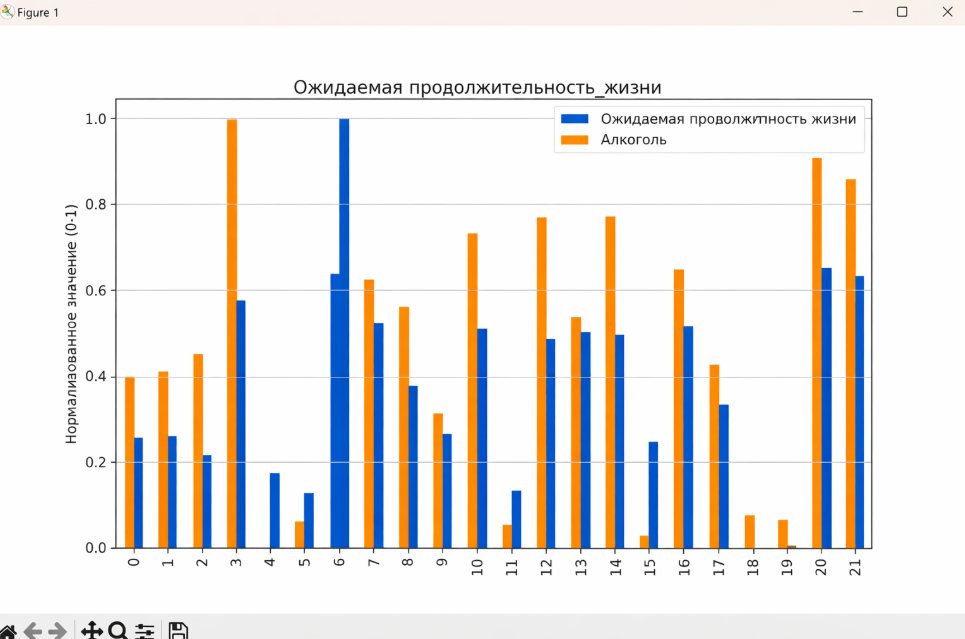 Figure 1
Ожидаемая продолжительность_жизни
Ожидаемая продолжитность жизни
Алкоголь
Нормализованное значение (0-1)
1.0
0.8
0.6
0.4
0.2
0.0
0 1 2 3 4 5 6 7 8 9 10 11 12 13 14 15 16 17 18 19 20 21